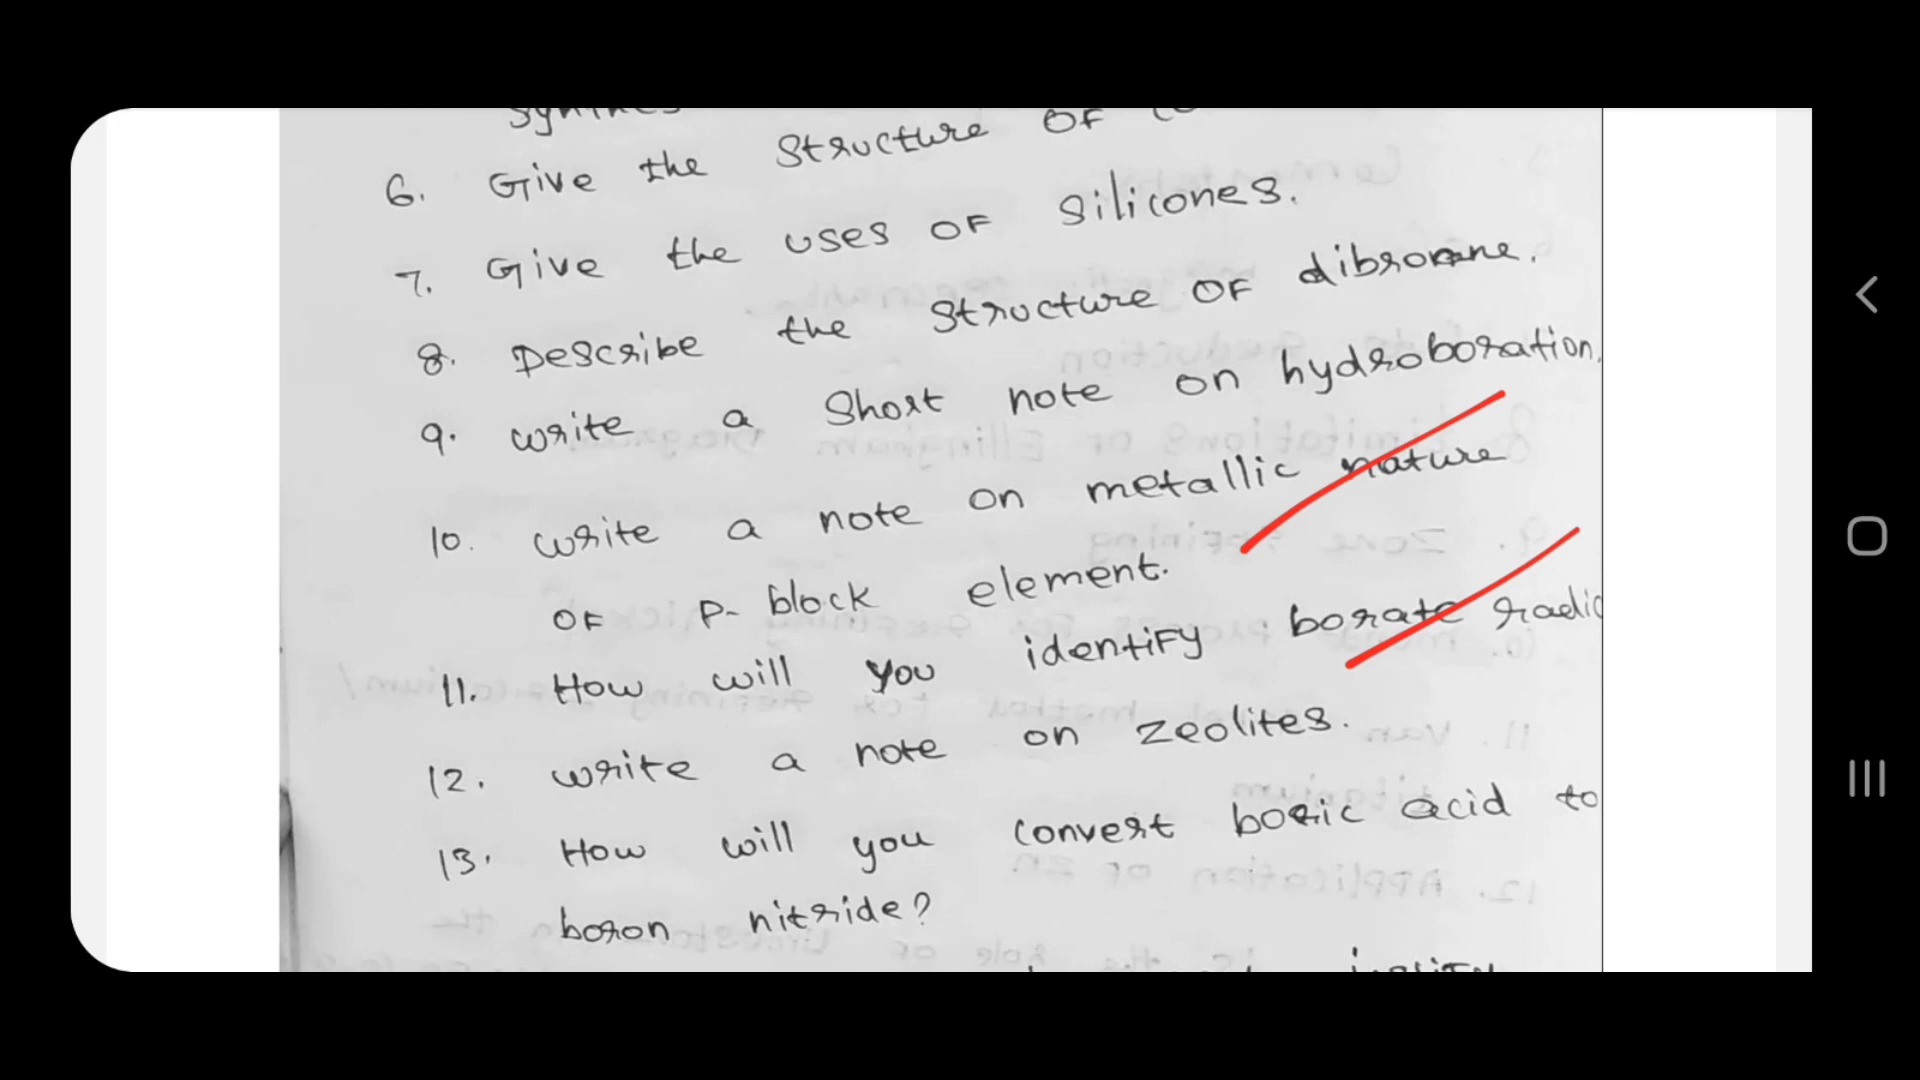 6. Give the structure of
7. Give the uses of silicones.
8. Describe the structure of dibrorane.
9. write a short note on hydroboration.
10. write a note on metallic nature
of P-block element.
11. How will you identify borate radic
12. write a note on zeolites.
13. How will you convert boric acid to
boron nitride?